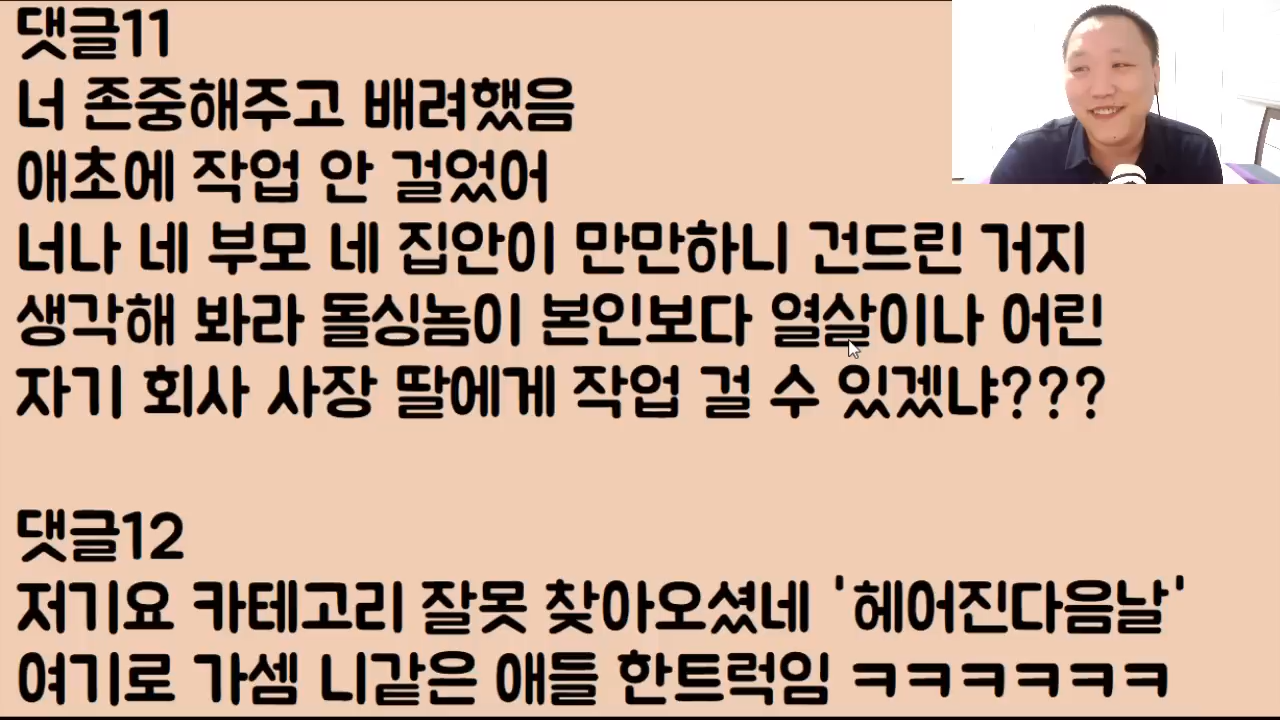 댓글11
너 존중해주고 배려했음
애초에 작업 안 걸었어
너나 네 부모 네 집안이 만만하니 건드린 거지
생각해 봐라 돌싱놈이 본인보다 열살이나 어린
자기 회사 사장 딸에게 작업 걸 수 있겠냐???
댓글12
저기요 카테고리 잘못 찾아오셨네 '헤어진다음날'
여기로 가셈 니같은 애들 한트럭임 ㅋㅋㅋㅋㅋㅋ